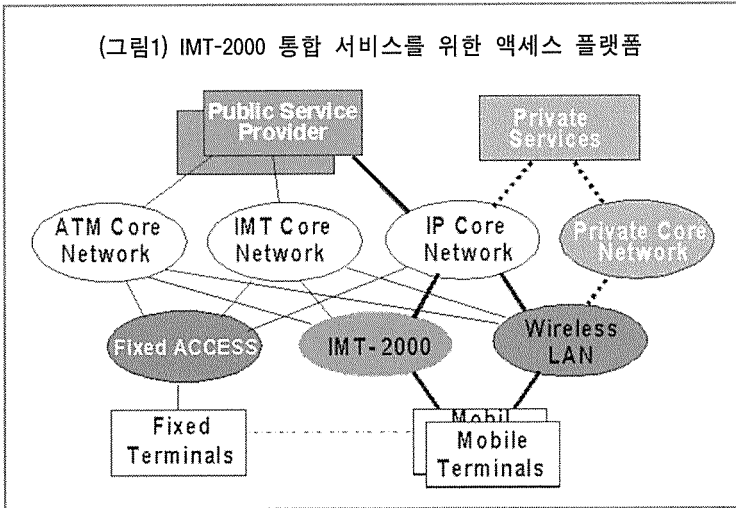 (그림1) IMT-2000 통합 서비스를 위한 액세스 플랫폼
Public Service
Provider
Private
Services
ATM Core
Network
IMT Core
Network
IP Core
Network
Private Core
Network
Fixed ACCESS
IMT-2000
Wireless
LAN
Fixed
Terminals
Mobil
Mobile
Terminals